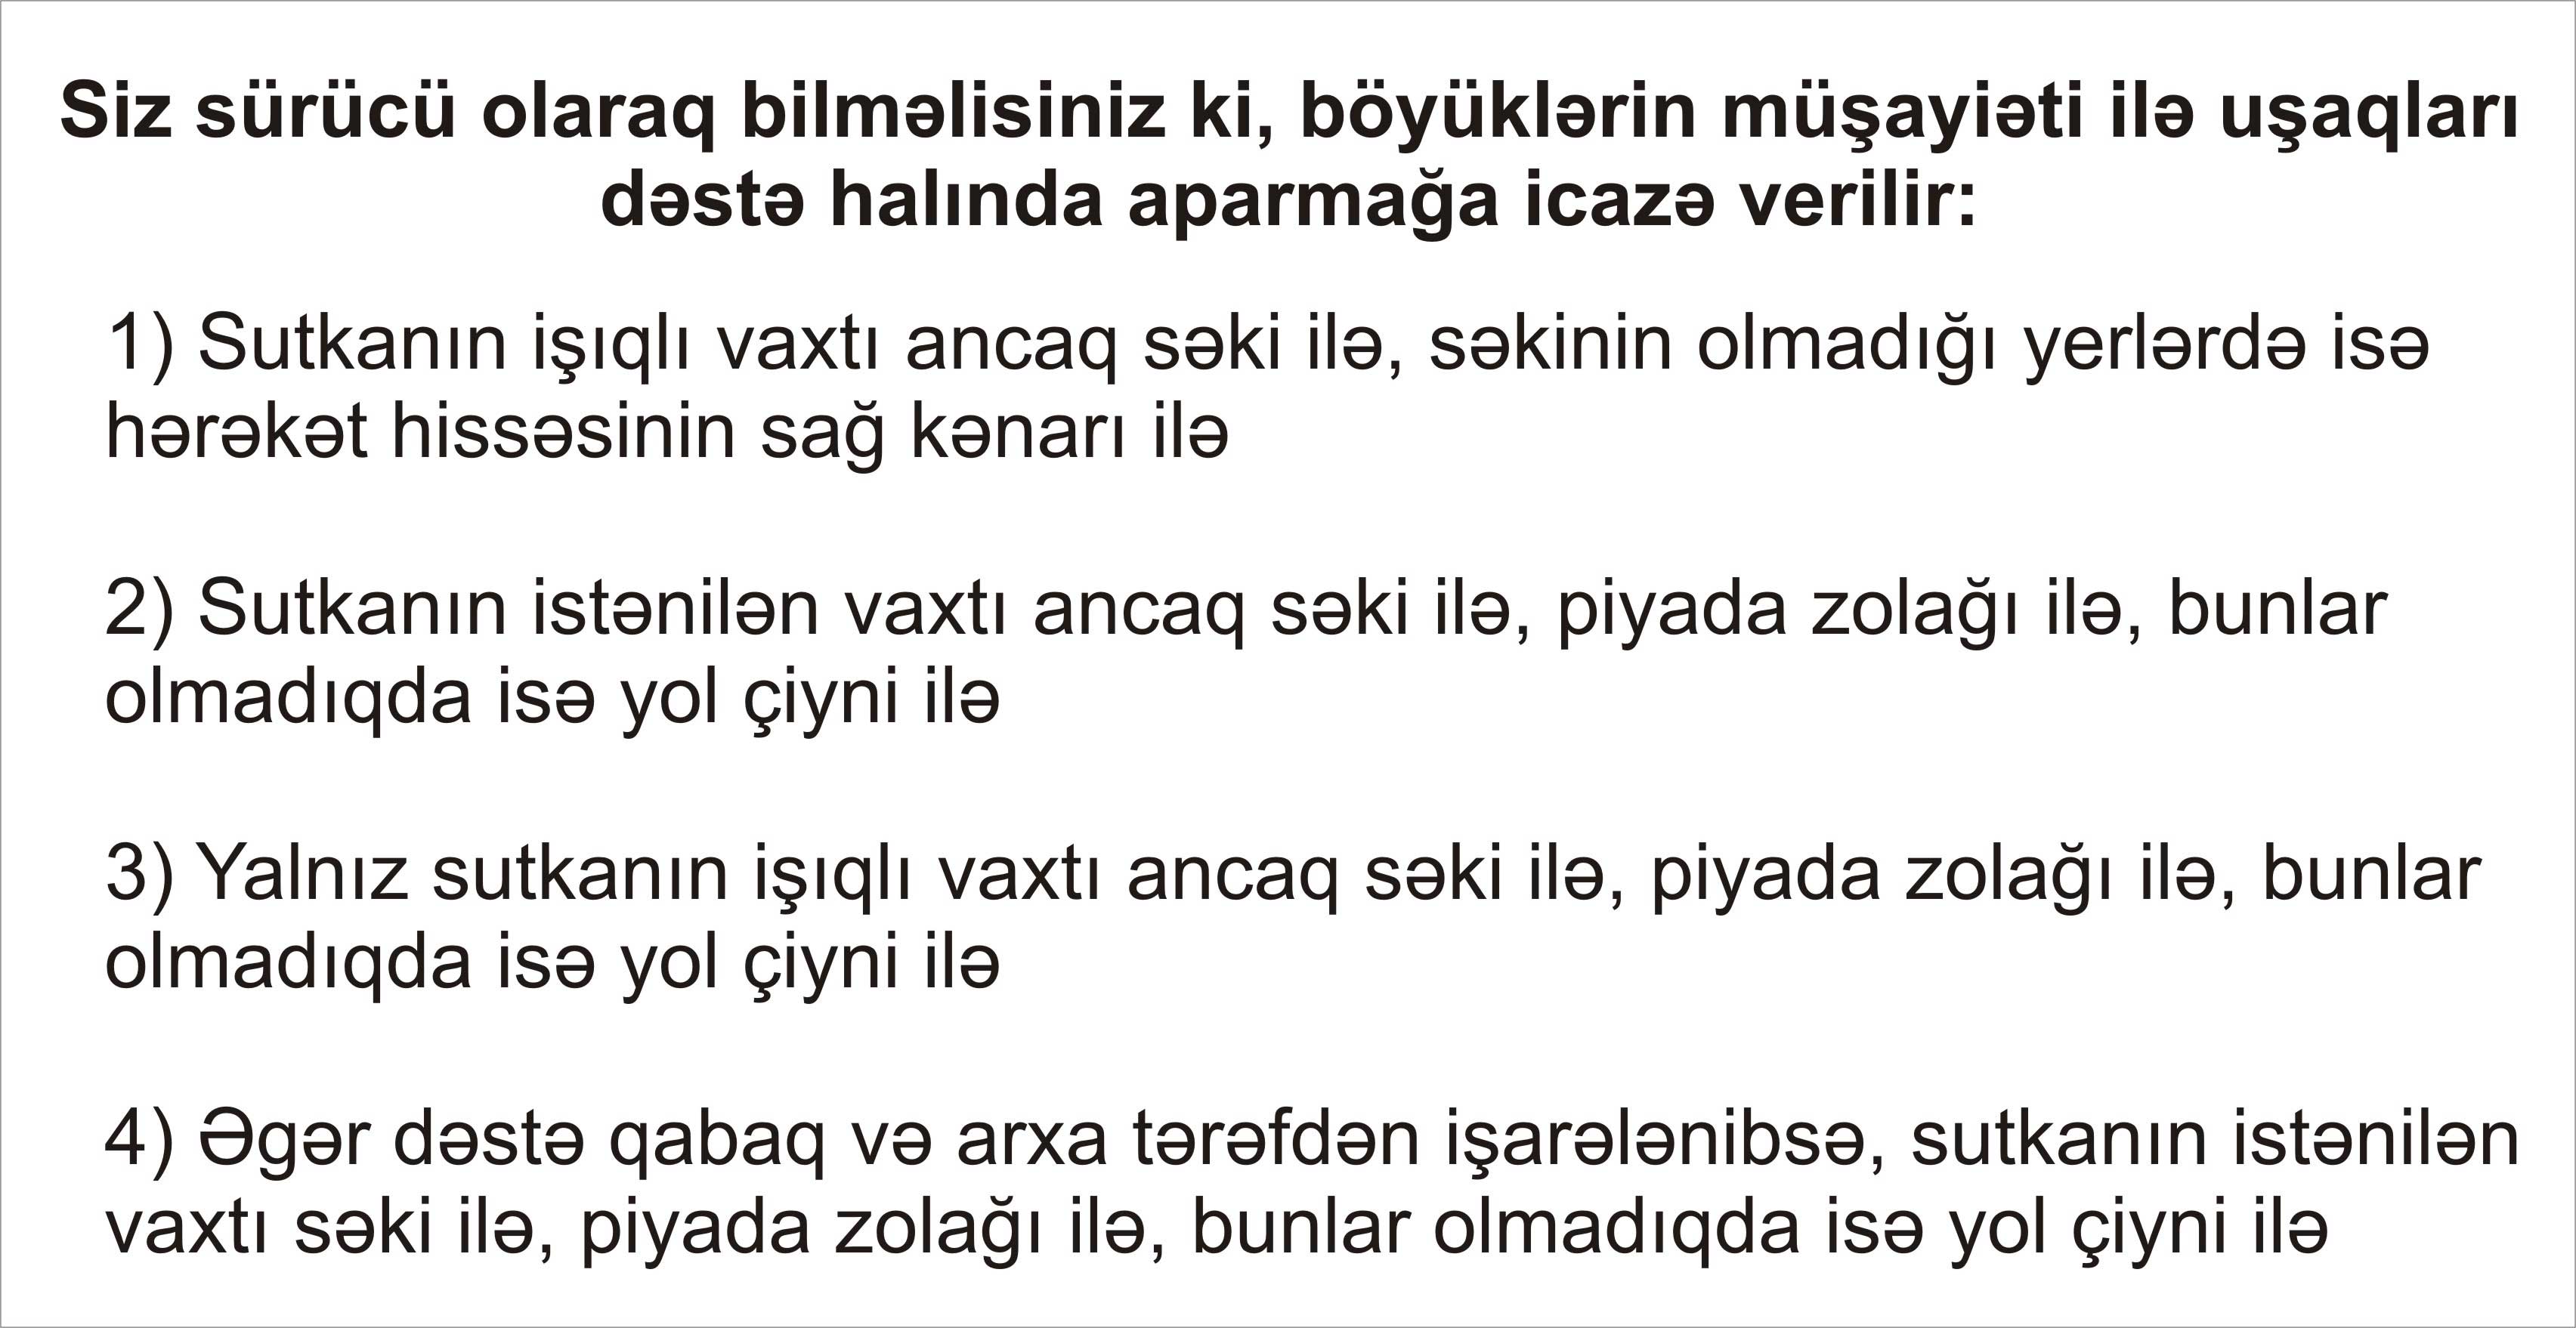 Siz sürücü olaraq bilməlisiniz ki, böyüklərin müşayiəti ilə uşaqları
dəstə halında aparmağa icazə verilir:
1) Sutkanın işıqlı vaxtı ancaq səki ilə, səkinin olmadığı yerlərdə isə
hərəkət hissəsinin sağ kənarı ilə
2) Sutkanın istənilən vaxtı ancaq səki ilə, piyada zolağı ilə, bunlar
olmadıqda isə yol çiyni ilə
3) Yalnız sutkanın işıqlı vaxtı ancaq səki ilə, piyada zolağı ilə, bunlar
olmadıqda isə yol çiyni ilə
4) Əgər dəstə qabaq və arxa tərəfdən işarələnibsə, sutkanın istənilən
vaxtı səki ilə, piyada zolağı ilə, bunlar olmadıqda isə yol çiyni ilə